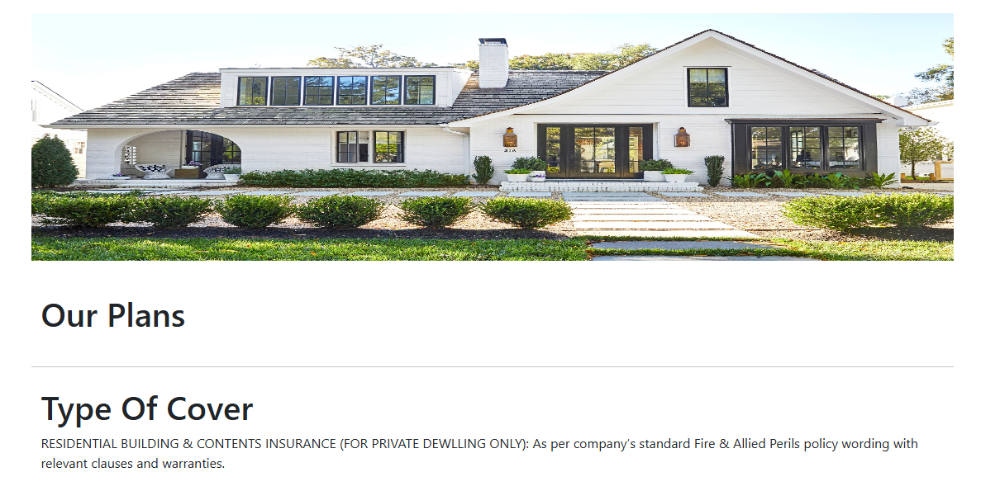 Our Plans
Type Of Cover
RESIDENTIAL BUILDING & CONTENTS INSURANCE (FOR PRIVATE DEWLLING ONLY): As per company’s standard Fire & Allied Perils policy wording with
relevant clauses and warranties.